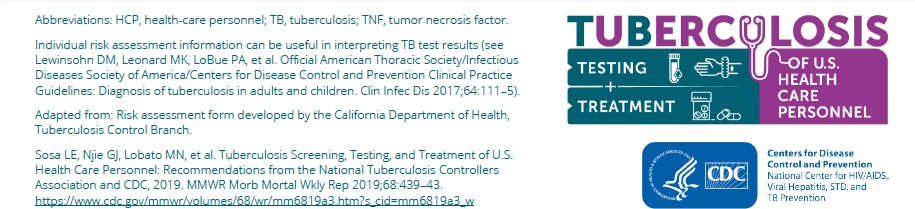 Abbreviations: HCP, health-care personnel; TB, tuberculosis; TNF, tumor necrosis factor.
Individual risk assessment information can be useful in interpreting TB test results (see
Lewinsohn DM, Leonard MK, LoBue PA, et al. Official American Thoracic Society/Infectious
Diseases Society of America/Centers for Disease Control and Prevention Clinical Practice
Guidelines: Diagnosis of tuberculosis in adults and children. Clin Infec Dis 2017;64:111–5).
Adapted from: Risk assessment form developed by the California Department of Health,
Tuberculosis Control Branch.
Sosa LE, Njie GJ, Lobato MN, et al. Tuberculosis Screening, Testing, and Treatment of U.S.
Health Care Personnel: Recommendations from the National Tuberculosis Controllers
Association and CDC, 2019. MMWR Morb Mortal Wkly Rep 2019;68:439–43.
https://www.cdc.gov/mmwr/volumes/68/wr/mm6819a3.htm?s_cid=mm6819a3_w
TUBERCULOSIS
TESTING
+
TREATMENT
OF U.S.
HEALTH
CARE
PERSONNEL
CDC
Centers for Disease
Control and Prevention
National Center for HIV/AIDS,
Viral Hepatitis, STD, and
TB Prevention